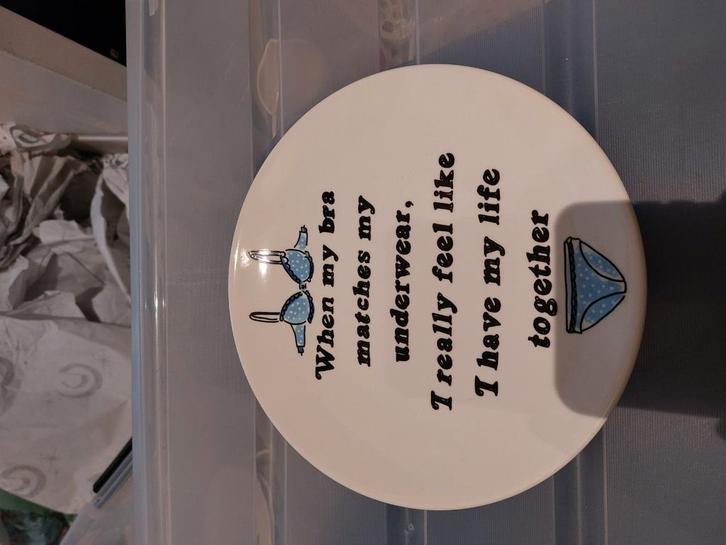 When my bra
matches my
underwear,
I really feel like
I have my life
together